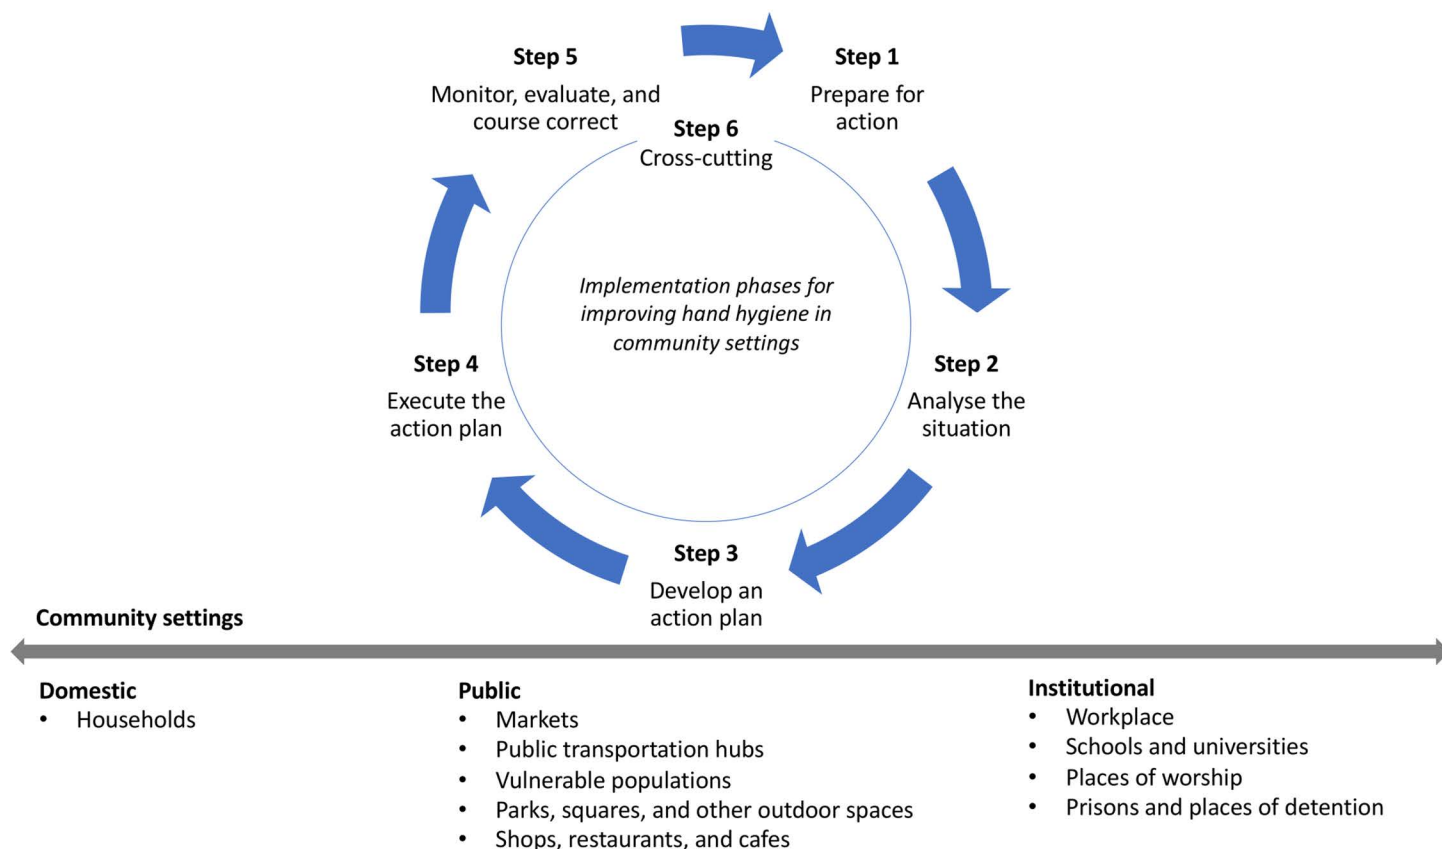 Step 5
Monitor, evaluate, and
course correct
Step 1
Prepare for
action
Step 6
Cross-cutting
Implementation phases for
improving hand hygiene in
community settings
Step 4
Execute the
action plan
Step 2
Analyse the
situation
Step 3
Develop an
action plan
Community settings
Domestic
• Households
Public
• Markets
• Public transportation hubs
• Vulnerable populations
• Parks, squares, and other outdoor spaces
• Shops, restaurants, and cafes
Institutional
• Workplace
• Schools and universities
• Places of worship
• Prisons and places of detention